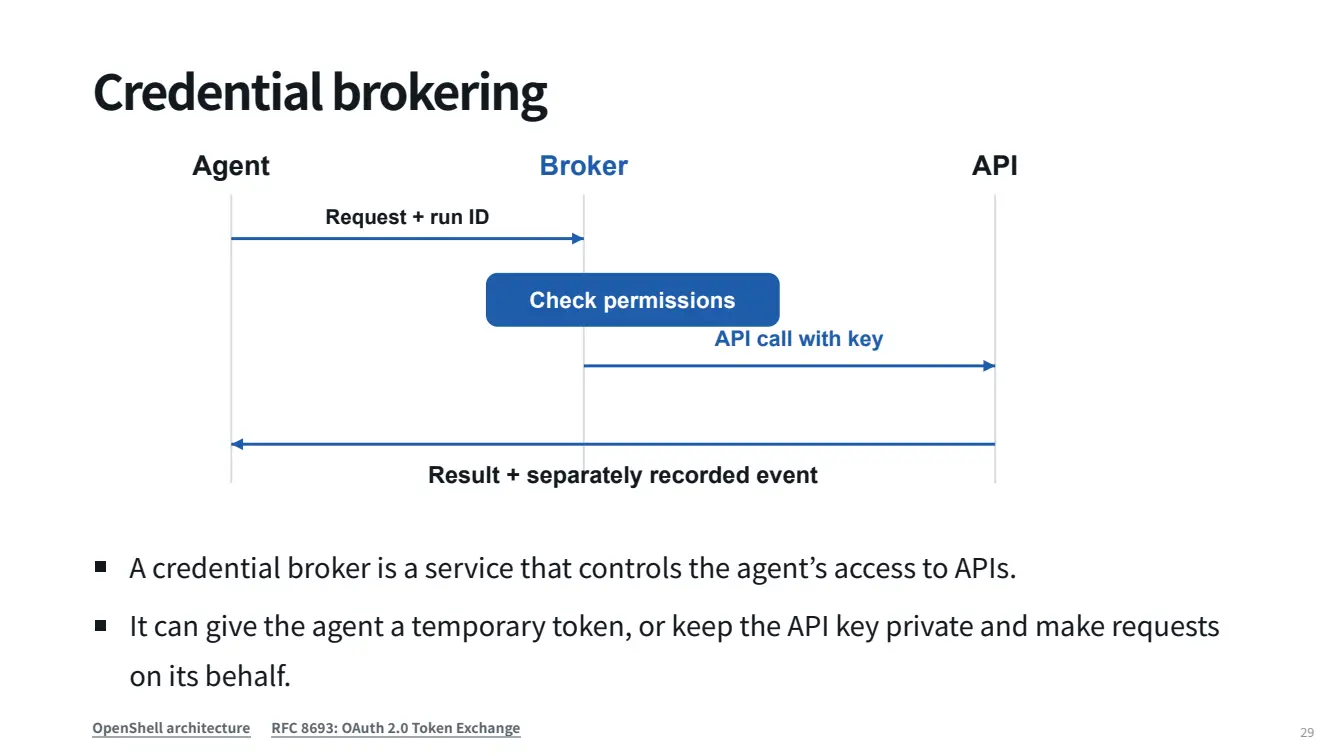 Credential brokering
Agent
Broker
API
Request + run ID
Check permissions
API call with key
Result + separately recorded event
▪ A credential broker is a service that controls the agent’s access to APIs.
▪ It can give the agent a temporary token, or keep the API key private and make requests
on its behalf.
OpenShell architecture
RFC 8693: OAuth 2.0 Token Exchange
29